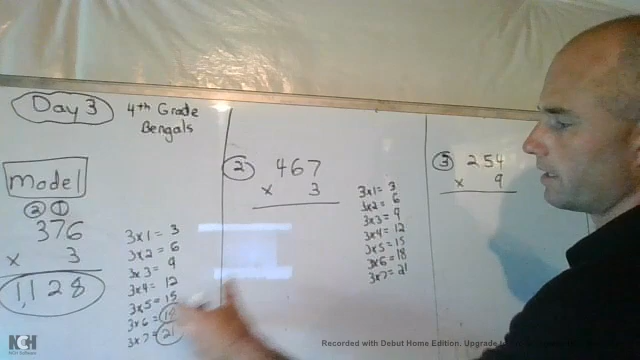 Day 3
4th Grade
Bengals
Model
2 1
376
x 3
1,128
3x1 = 3
3x2 = 6
3x3 = 9
3x4 = 12
3x5 = 15
3x6 = 18
3x7 = 21
2
467
x 3
3x1 = 3
3x2 = 6
3x3 = 9
3x4 = 12
3x5 = 15
3x6 = 18
3x7 = 21
3
254
x 9
NCH
NCH Software
Recorded with Debut Home Edition. Upgrade